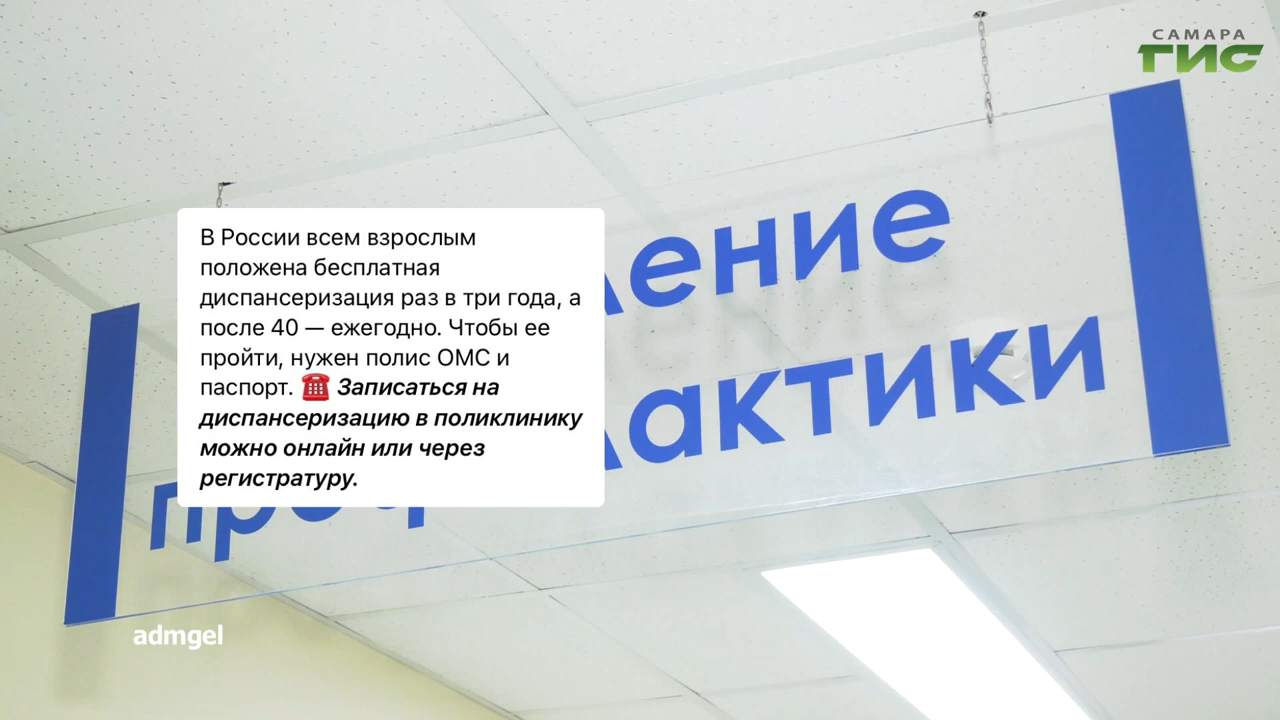 САМАРА
ГИС
ление
лактики
В России всем взрослым
положена бесплатная
диспансеризация раз в три года, а
после 40 — ежегодно. Чтобы ее
пройти, нужен полис ОМС и
паспорт. ☎️ Записаться на
диспансеризацию в поликлинику
можно онлайн или через
регистратуру.
admgel